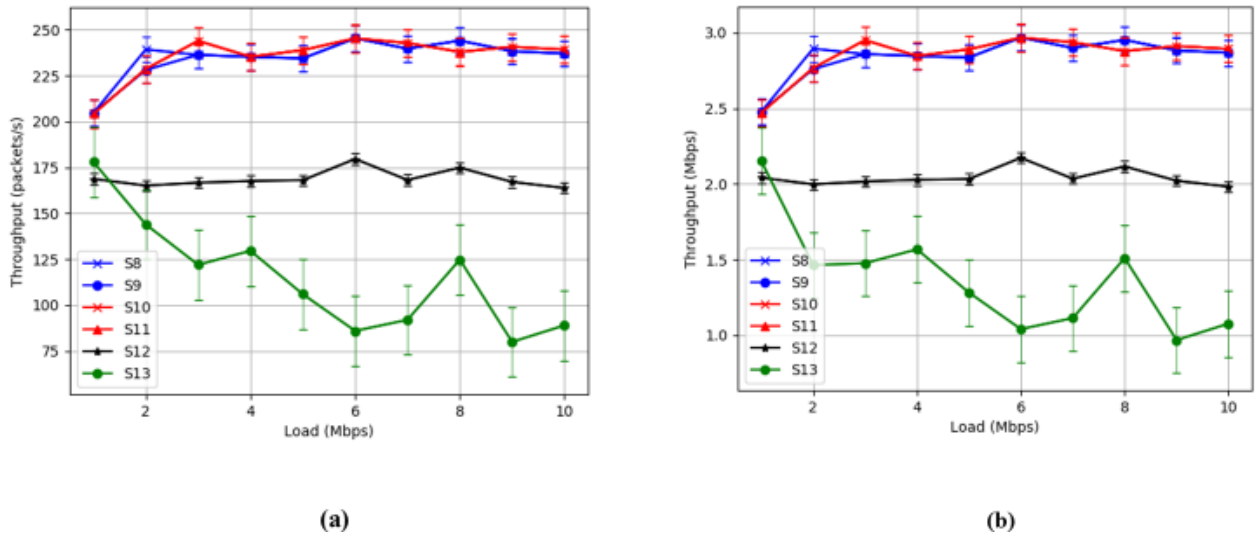 Throughput (packets/s)
250
225
200
175
150
125
100
75
S8
S9
S10
S11
S12
S13
2
4
6
8
10
Load (Mbps)
(a)
Throughput (Mbps)
3.0
2.5
2.0
1.5
1.0
S8
S9
S10
S11
S12
S13
2
4
6
8
10
Load (Mbps)
(b)